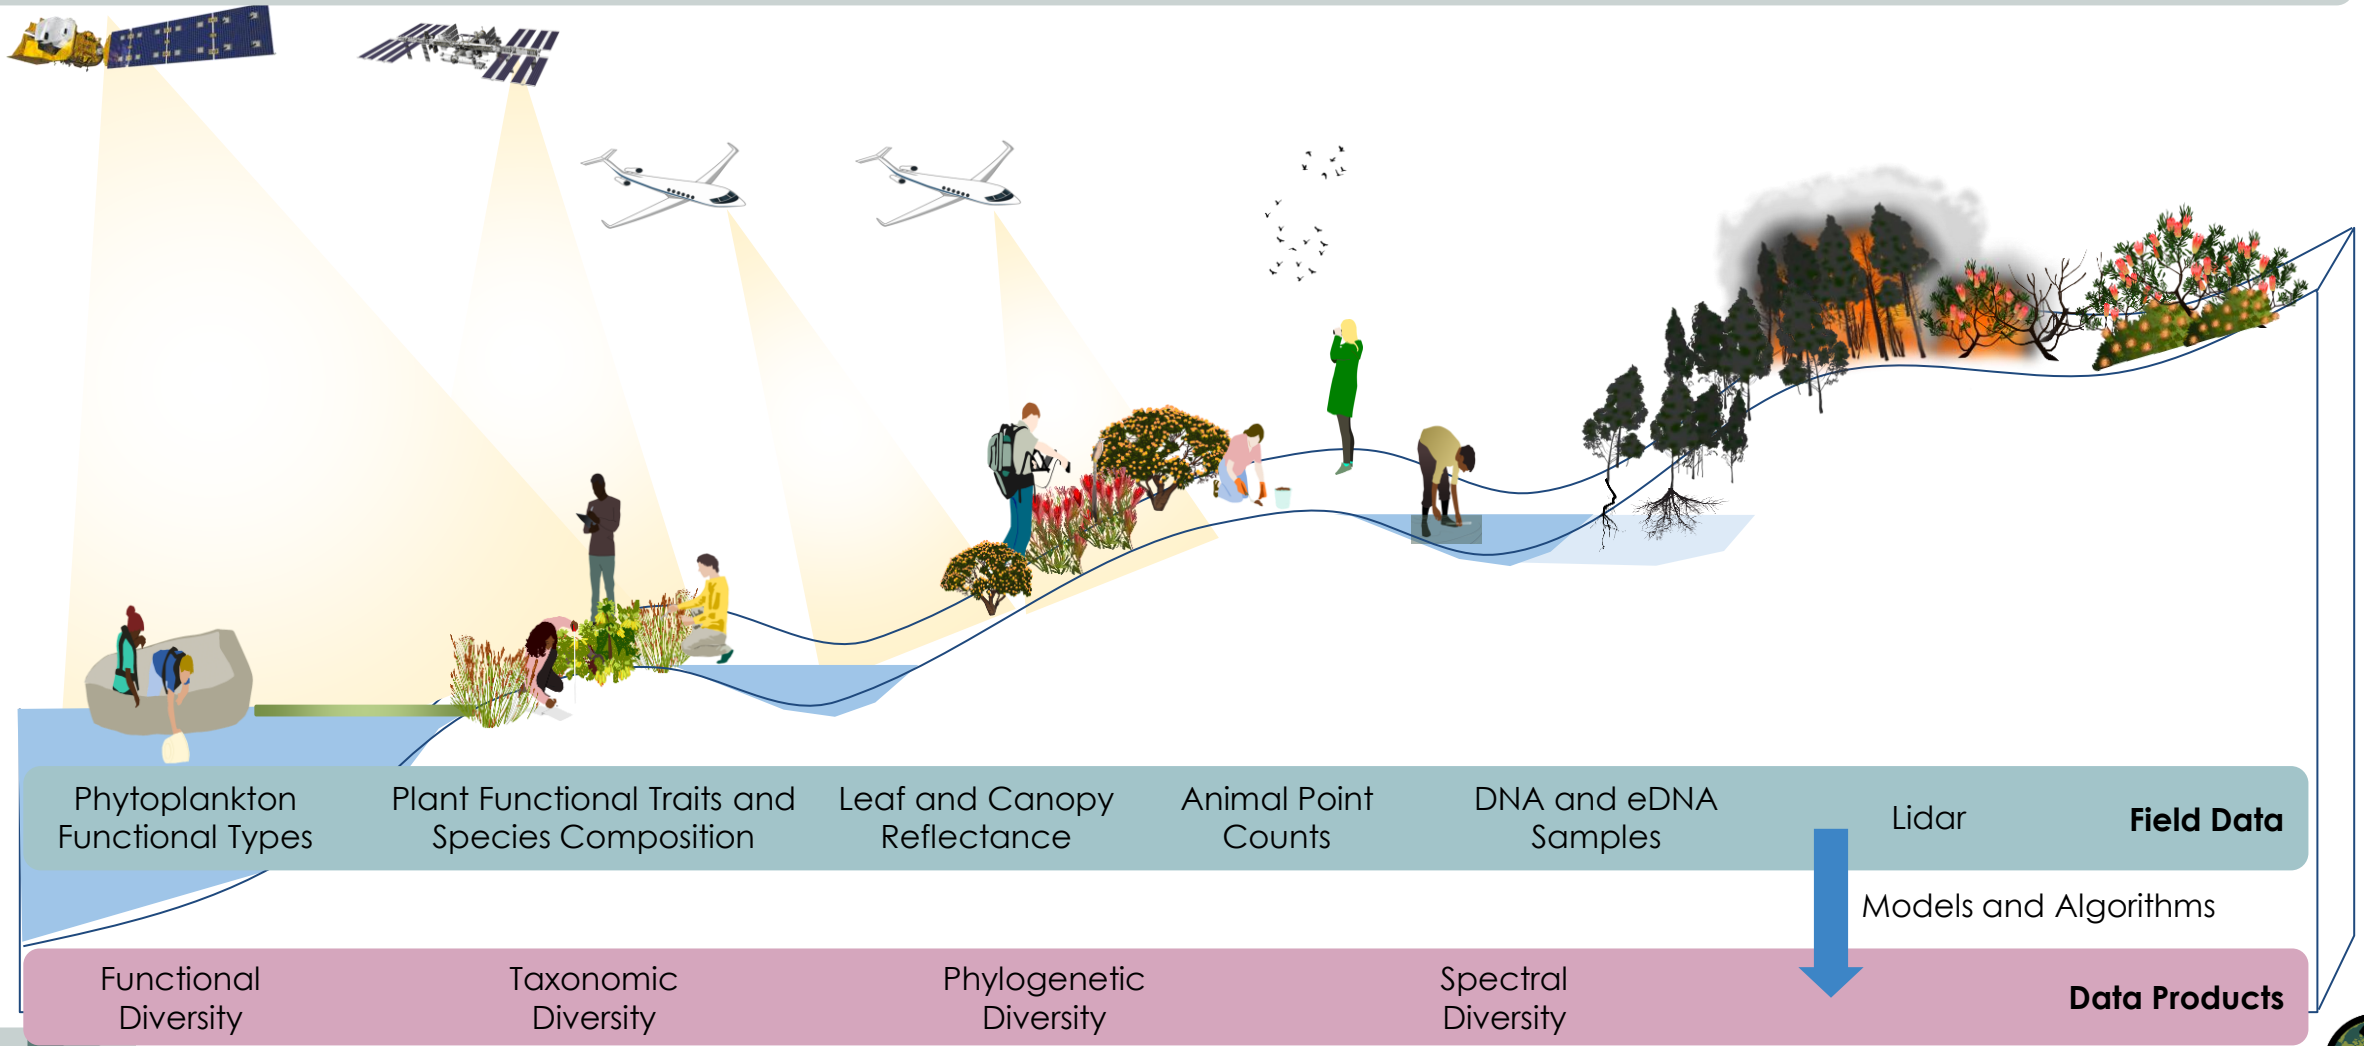 Phytoplankton
Functional Types
Plant Functional Traits and
Species Composition
Leaf and Canopy
Reflectance
Animal Point
Counts
DNA and eDNA
Samples
Lidar
Field Data
Models and Algorithms
Functional
Diversity
Taxonomic
Diversity
Phylogenetic
Diversity
Spectral
Diversity
Data Products